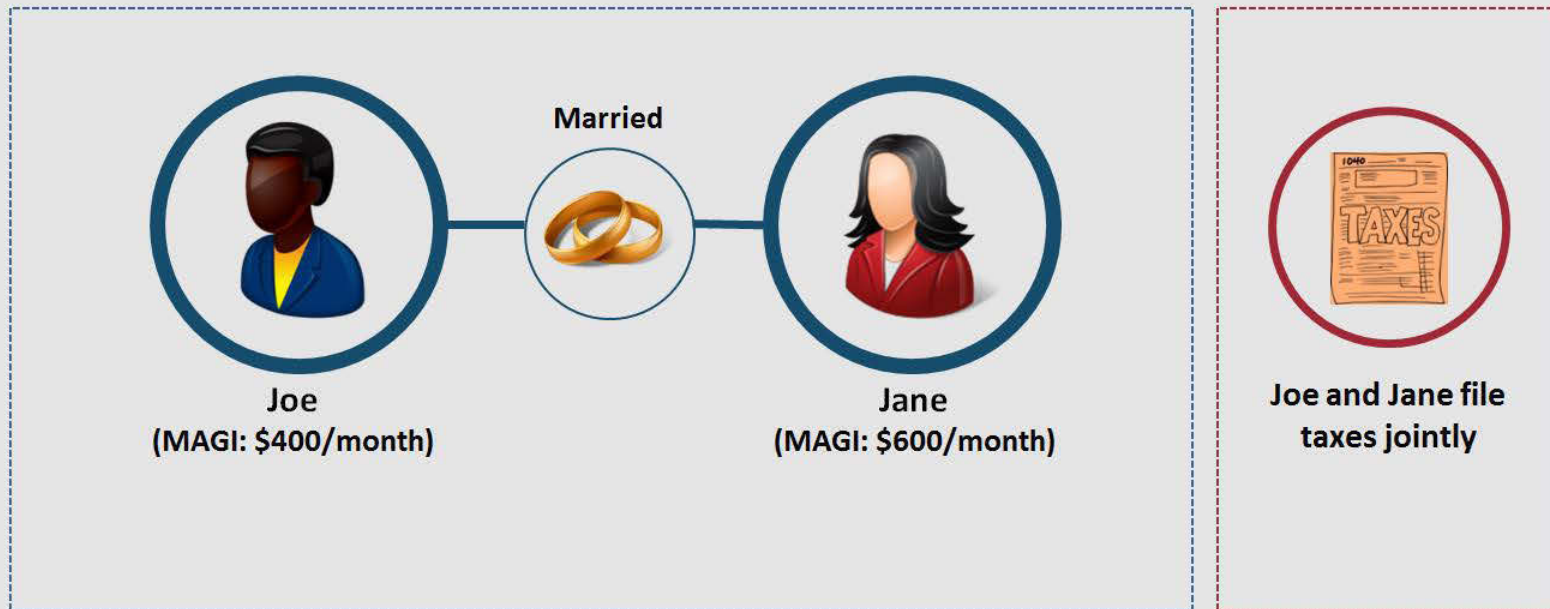 Married
Joe
(MAGI: $400/month)
Jane
(MAGI: $600/month)
1040
TAXES
Joe and Jane file
taxes jointly